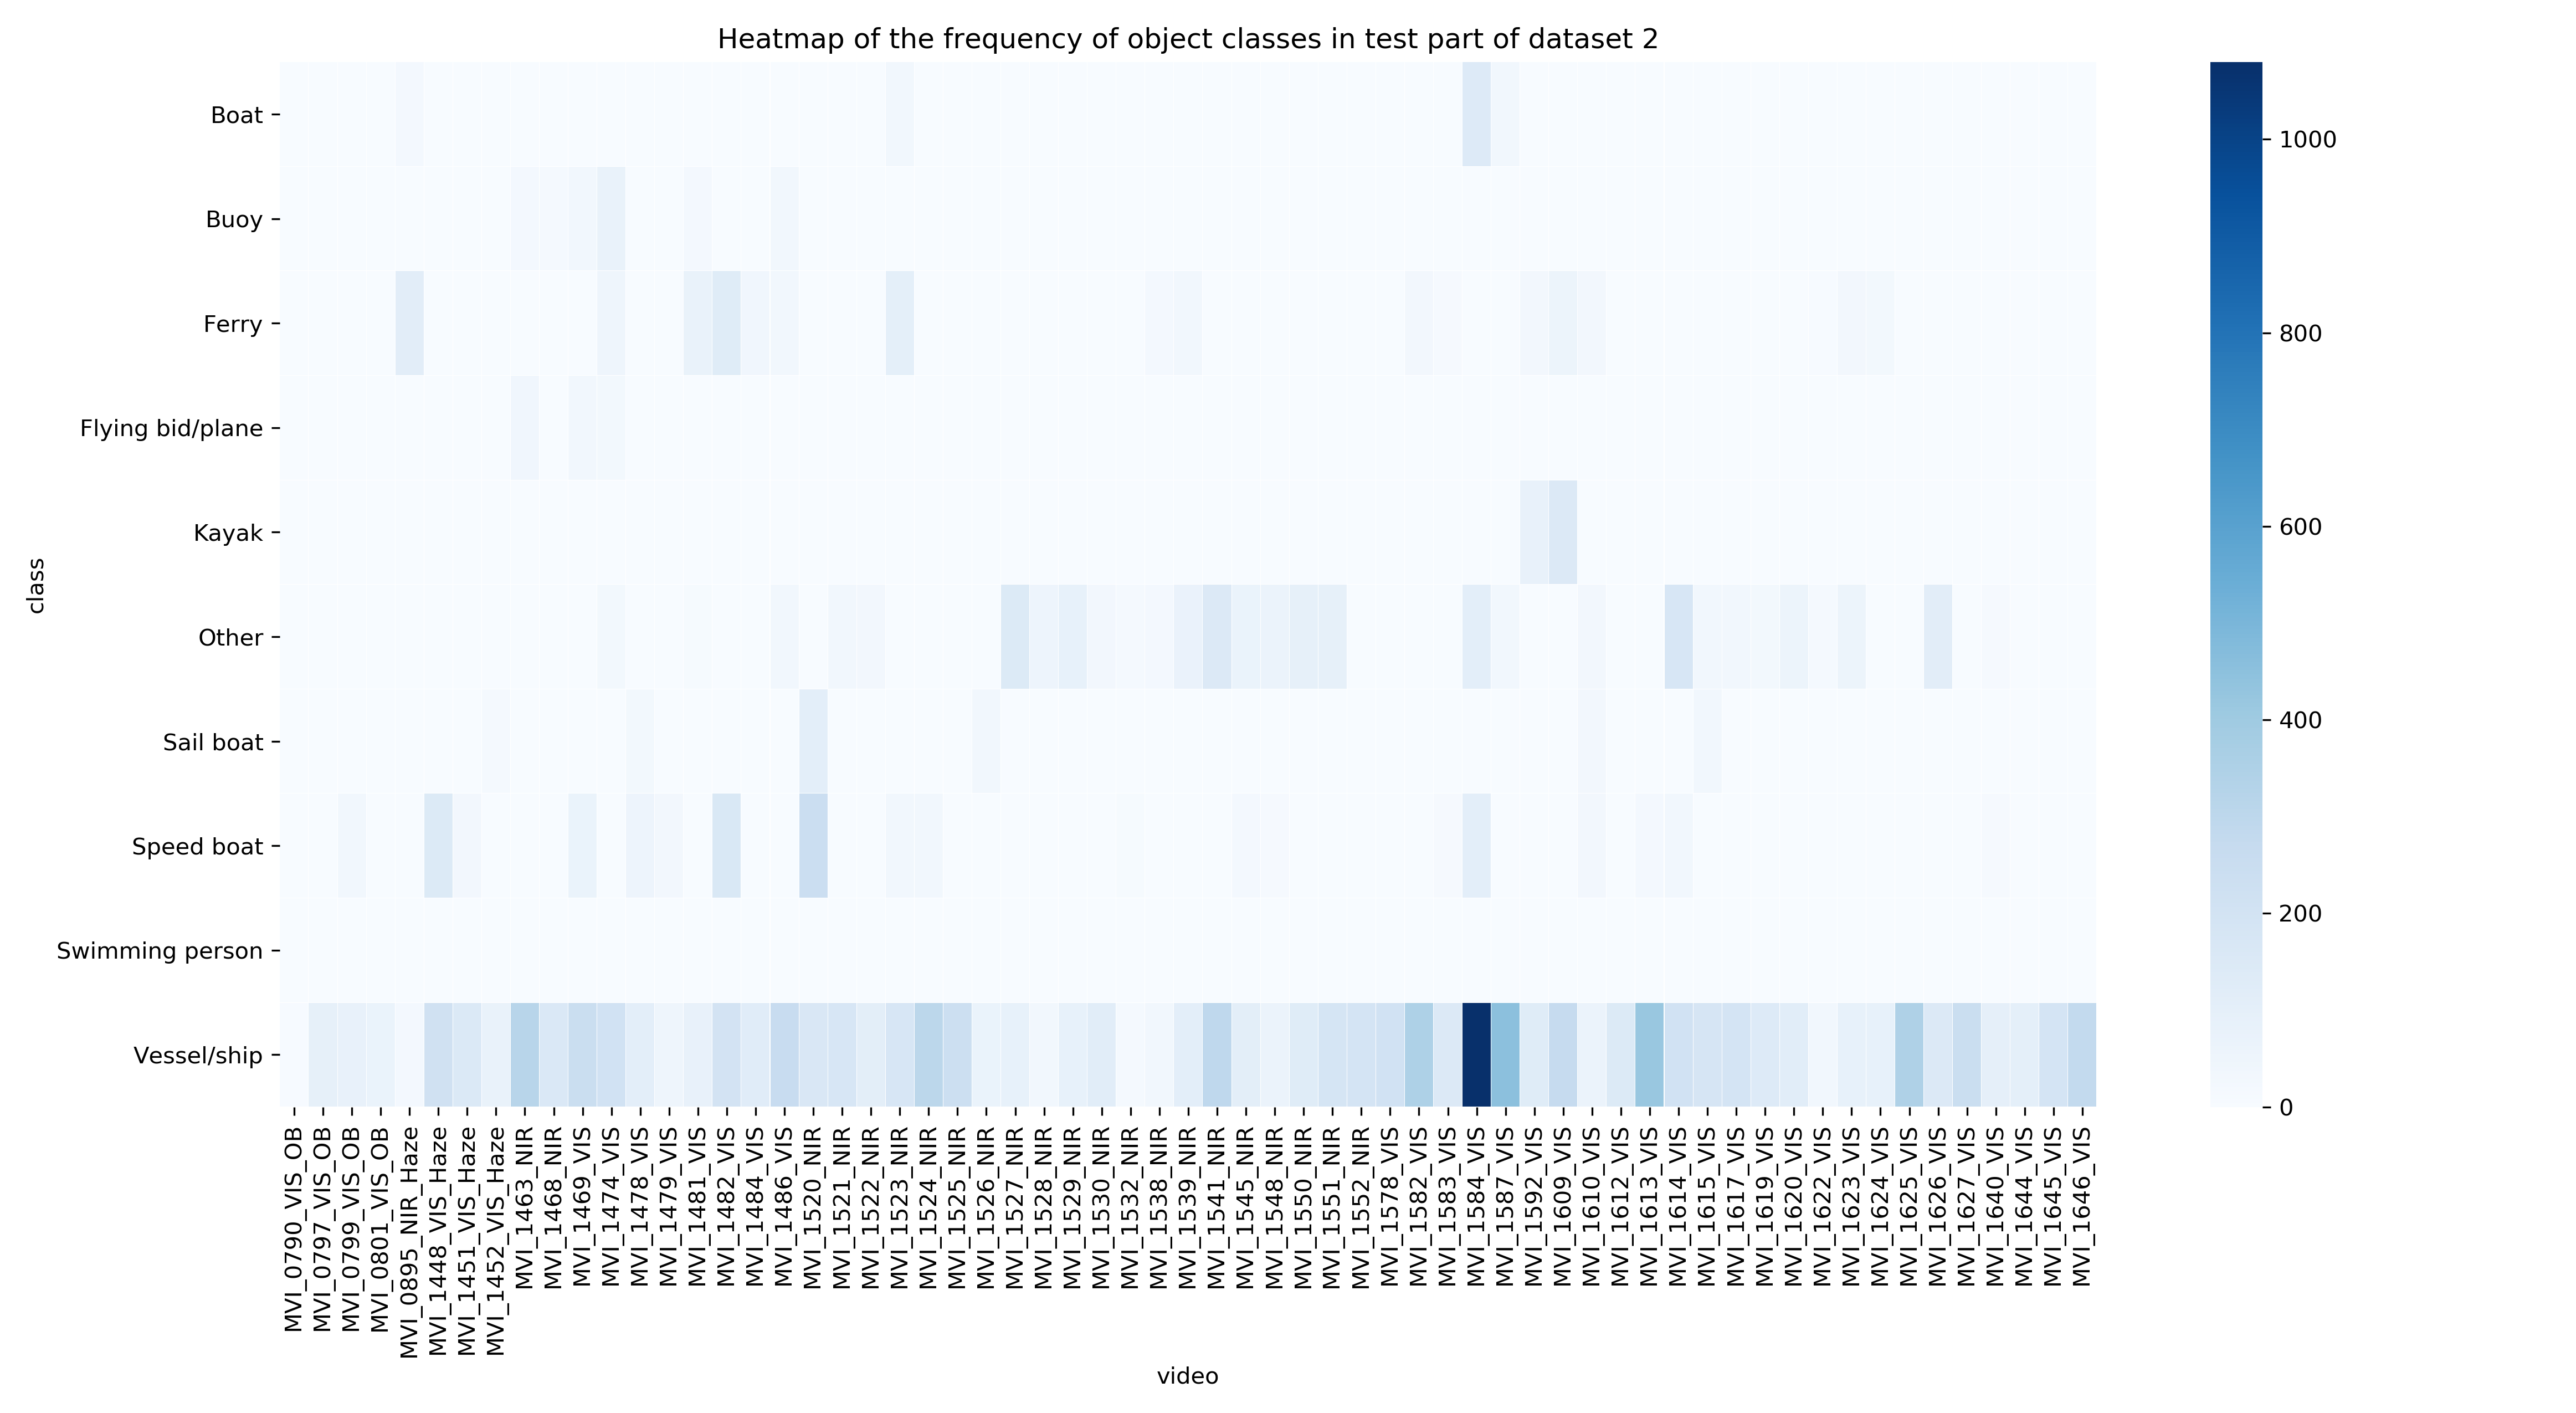 Heatmap of the frequency of object classes in test part of dataset 2
class
Boat
Buoy
Ferry
Flying bid/plane
Kayak
Other
Sail boat
Speed boat
Swimming person
Vessel/ship
MVI_0790_VIS_OB
MVI_0797_VIS_OB
MVI_0799_VIS_OB
MVI_0801_VIS_OB
MVI_0895_NIR_Haze
MVI_1448_VIS_Haze
MVI_1451_VIS_Haze
MVI_1452_VIS_Haze
MVI_1463_NIR
MVI_1468_NIR
MVI_1469_VIS
MVI_1474_VIS
MVI_1478_VIS
MVI_1479_VIS
MVI_1481_VIS
MVI_1482_VIS
MVI_1484_VIS
MVI_1486_VIS
MVI_1520_NIR
MVI_1521_NIR
MVI_1522_NIR
MVI_1523_NIR
MVI_1524_NIR
MVI_1525_NIR
MVI_1526_NIR
MVI_1527_NIR
MVI_1528_NIR
MVI_1529_NIR
MVI_1530_NIR
MVI_1532_NIR
MVI_1538_NIR
MVI_1539_NIR
MVI_1541_NIR
MVI_1545_NIR
MVI_1548_NIR
MVI_1550_NIR
MVI_1551_NIR
MVI_1552_NIR
MVI_1578_VIS
MVI_1582_VIS
MVI_1583_VIS
MVI_1584_VIS
MVI_1587_VIS
MVI_1592_VIS
MVI_1609_VIS
MVI_1610_VIS
MVI_1612_VIS
MVI_1613_VIS
MVI_1614_VIS
MVI_1615_VIS
MVI_1617_VIS
MVI_1619_VIS
MVI_1620_VIS
MVI_1622_VIS
MVI_1623_VIS
MVI_1624_VIS
MVI_1625_VIS
MVI_1626_VIS
MVI_1627_VIS
MVI_1640_VIS
MVI_1644_VIS
MVI_1645_VIS
MVI_1646_VIS
video
1000
800
600
400
200
0